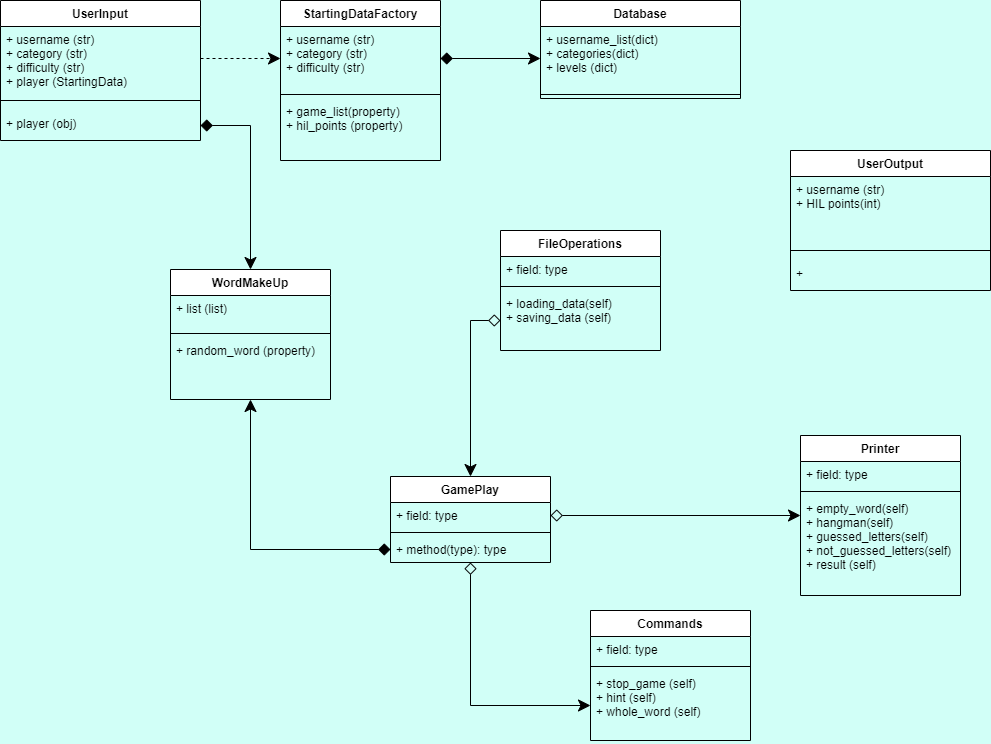 UserInput
+ username (str)
+ category (str)
+ difficulty (str)
+ player (StartingData)
+ player (obj)
StartingDataFactory
+ username (str)
+ category (str)
+ difficulty (str)
+ game_list(property)
+ hil_points (property)
Database
+ username_list(dict)
+ categories(dict)
+ levels (dict)
UserOutput
+ username (str)
+ HIL points(int)
+
FileOperations
+ field: type
+ loading_data(self)
+ saving_data (self)
WordMakeUp
+ list (list)
+ random_word (property)
GamePlay
+ field: type
+ method(type): type
Printer
+ field: type
+ empty_word(self)
+ hangman(self)
+ guessed_letters(self)
+ not_guessed_letters(self)
+ result (self)
Commands
+ field: type
+ stop_game (self)
+ hint (self)
+ whole_word (self)